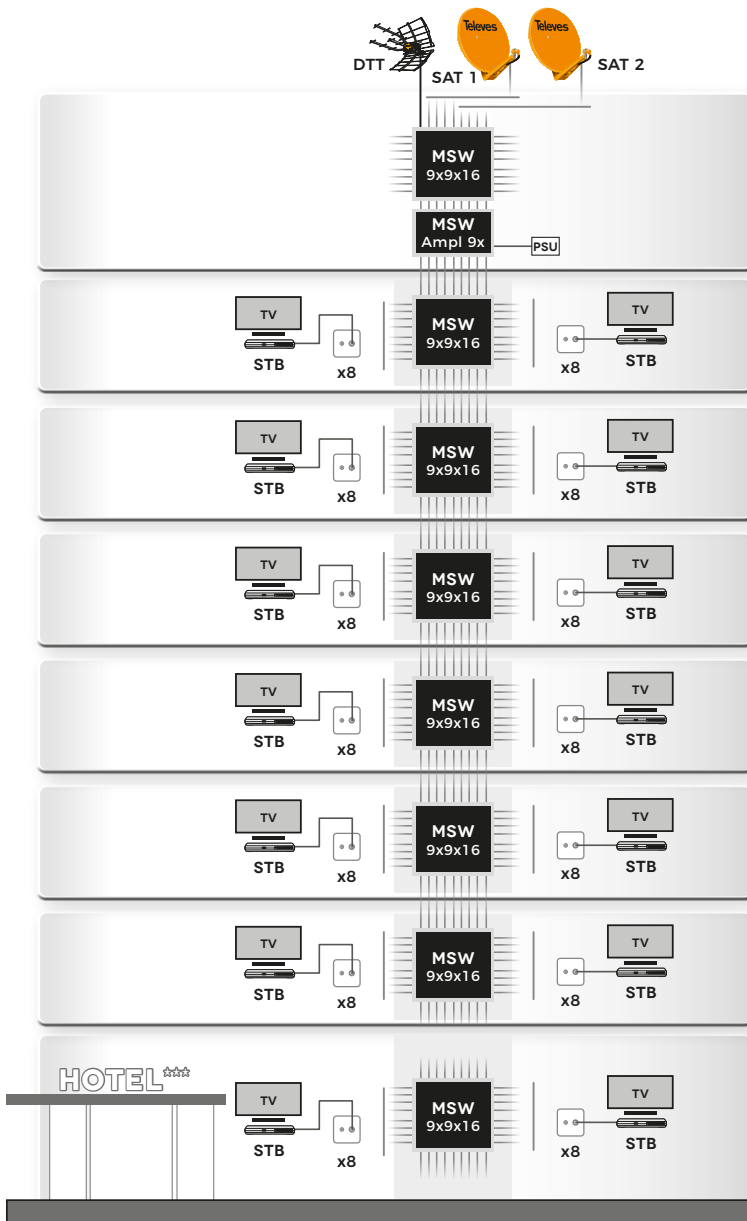 Televes
Televes
DTT
SAT 1
SAT 2
MSW
9x9x16
MSW
Ampl 9x
PSU
TV
STB
x8
MSW
9x9x16
x8
TV
STB
TV
STB
x8
MSW
9x9x16
x8
TV
STB
TV
STB
x8
MSW
9x9x16
x8
TV
STB
TV
STB
x8
MSW
9x9x16
x8
TV
STB
TV
STB
x8
MSW
9x9x16
x8
TV
STB
TV
STB
x8
MSW
9x9x16
x8
TV
STB
HOTEL***
TV
STB
x8
MSW
9x9x16
x8
TV
STB